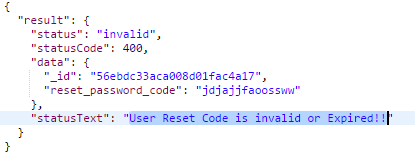 {
"result": {
"status": "invalid",
"statusCode": 400,
"data": {
"_id": "56ebdc33aca008d01fac4a17",
"reset_password_code": "jdjajjfaoossww"
},
"statusText": "User Reset Code is invalid or Expired!!"
}
}